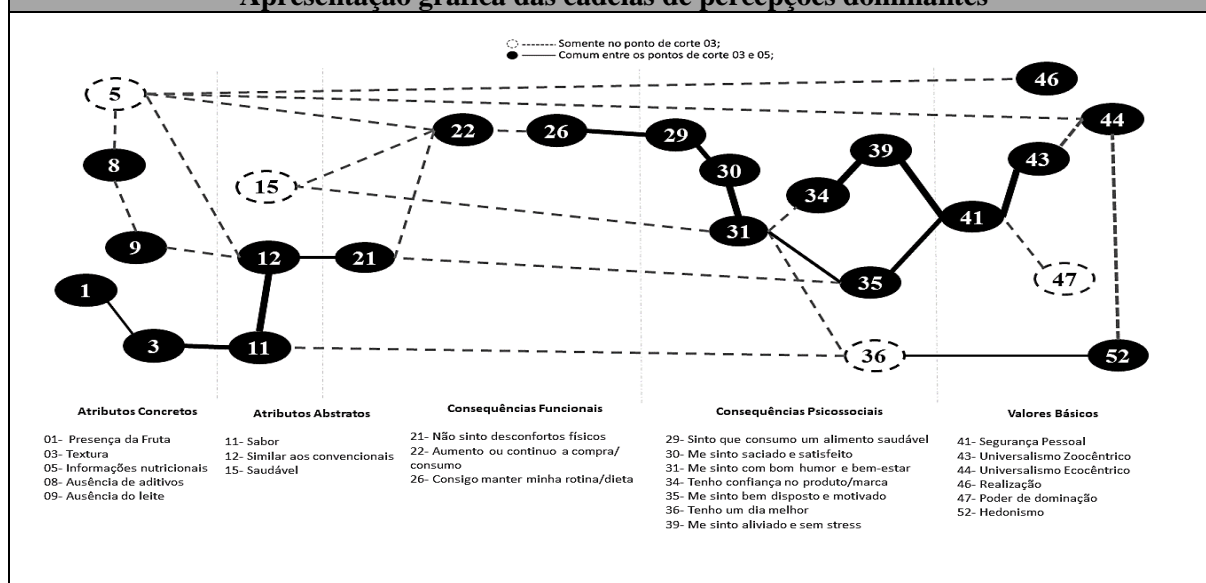 Apresentação gráfica das cadeias de percepções dominantes
Somente no ponto de corte 03;
Comum entre os pontos de corte 03 e 05;
5
46
44
22
26
29
39
43
8
30
15
34
41
31
9
12
21
35
47
1
3
11
36
52
Atributos Concretos
01- Presença da Fruta
03- Textura
05- Informações nutricionais
08- Ausência de aditivos
09- Ausência do leite
Atributos Abstratos
11- Sabor
12- Similar aos convencionais
15- Saudável
Consequências Funcionais
21- Não sinto desconfortos físicos
22- Aumento ou continuo a compra/
consumo
26- Consigo manter minha rotina/dieta
Consequências Psicossociais
29- Sinto que consumo um alimento saudável
30- Me sinto saciado e satisfeito
31- Me sinto com bom humor e bem-estar
34- Tenho confiança no produto/marca
35- Me sinto bem disposto e motivado
36- Tenho um dia melhor
39- Me sinto aliviado e sem stress
Valores Básicos
41- Segurança Pessoal
43- Universalismo Zoocêntrico
44- Universalismo Ecocêntrico
46- Realização
47- Poder de dominação
52- Hedonismo